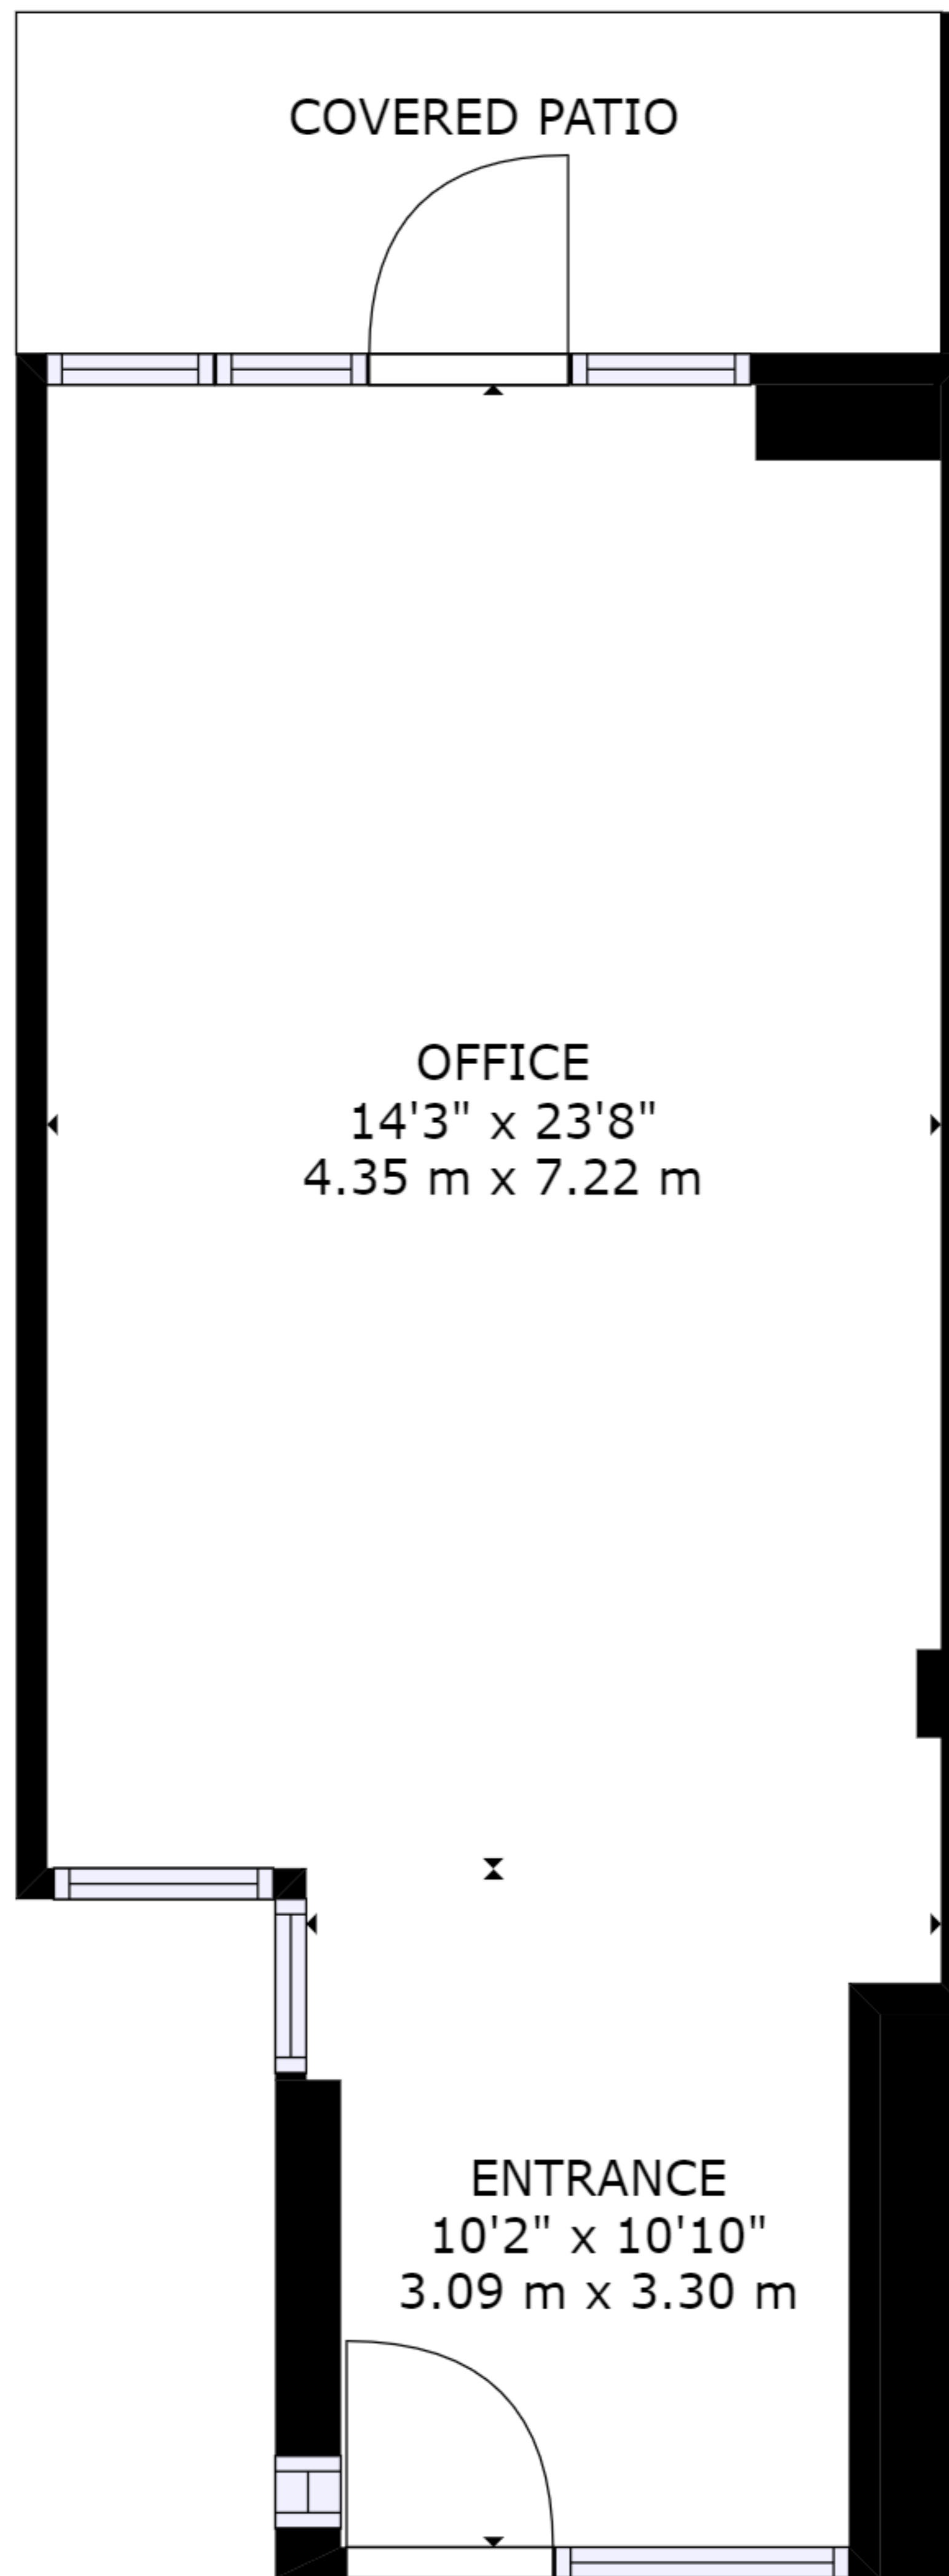 COVERED PATIO
OFFICE
14'3" x 23'8"
4.35 m x 7.22 m
ENTRANCE
10'2" x 10'10"
3.09 m x 3.30 m